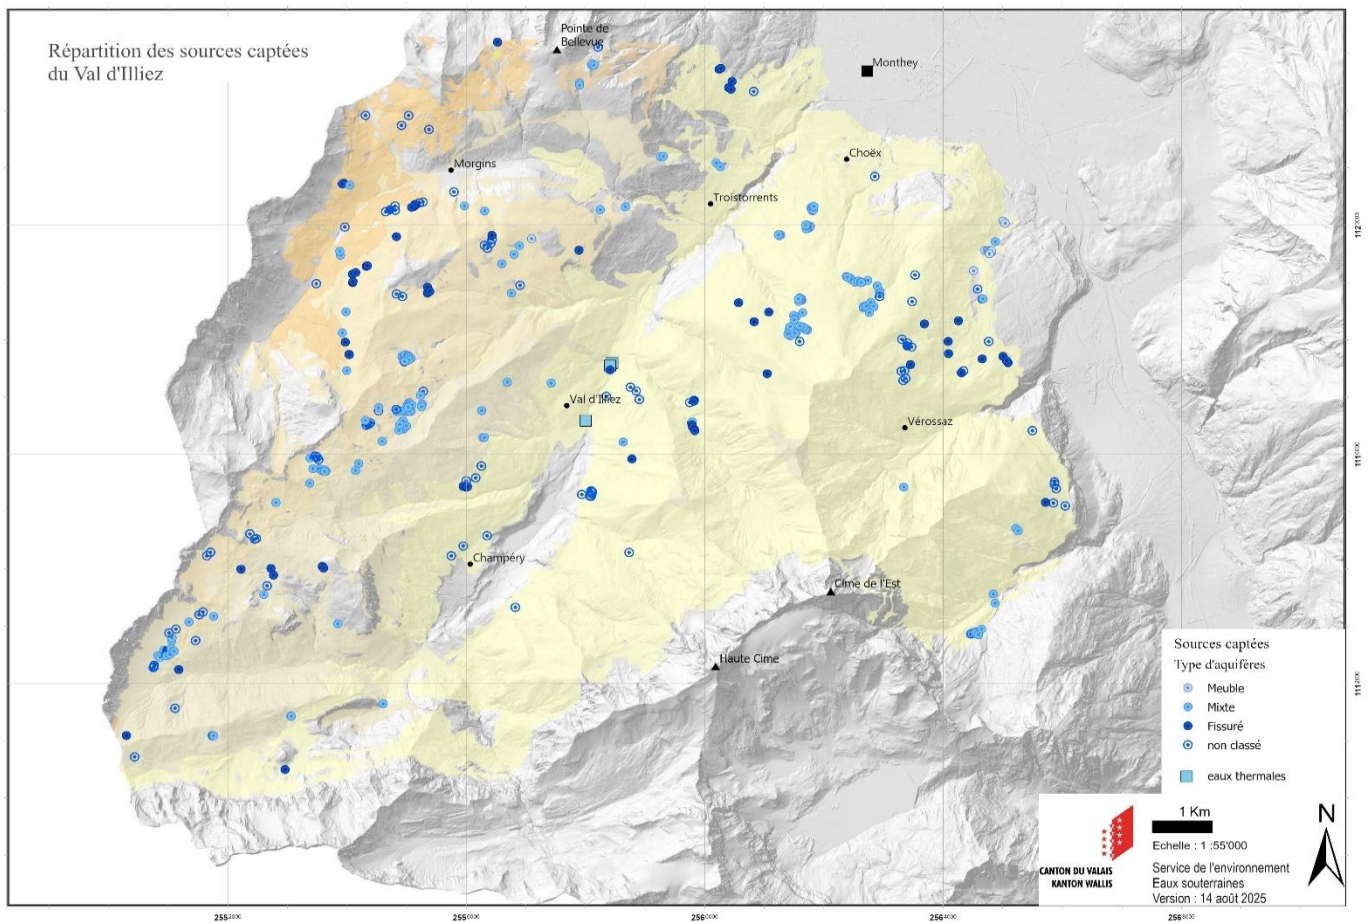 Répartition des sources captées
du Val d'Illiez
Pointe de
Bellevue
Monthey
Choëx
Morgins
Troistorrents
Val d'Illiez
Vérossaz
Champéry
Cime de l'Est
Haute Cime
Sources captées
Type d'aquifères
Meuble
Mixte
Fissuré
non classé
eaux thermales
1 Km
Echelle : 1 :55'000
N
CANTON DU VALAIS
KANTON WALLIS
Service de l'environnement
Eaux souterraines
Version : 14 août 2025